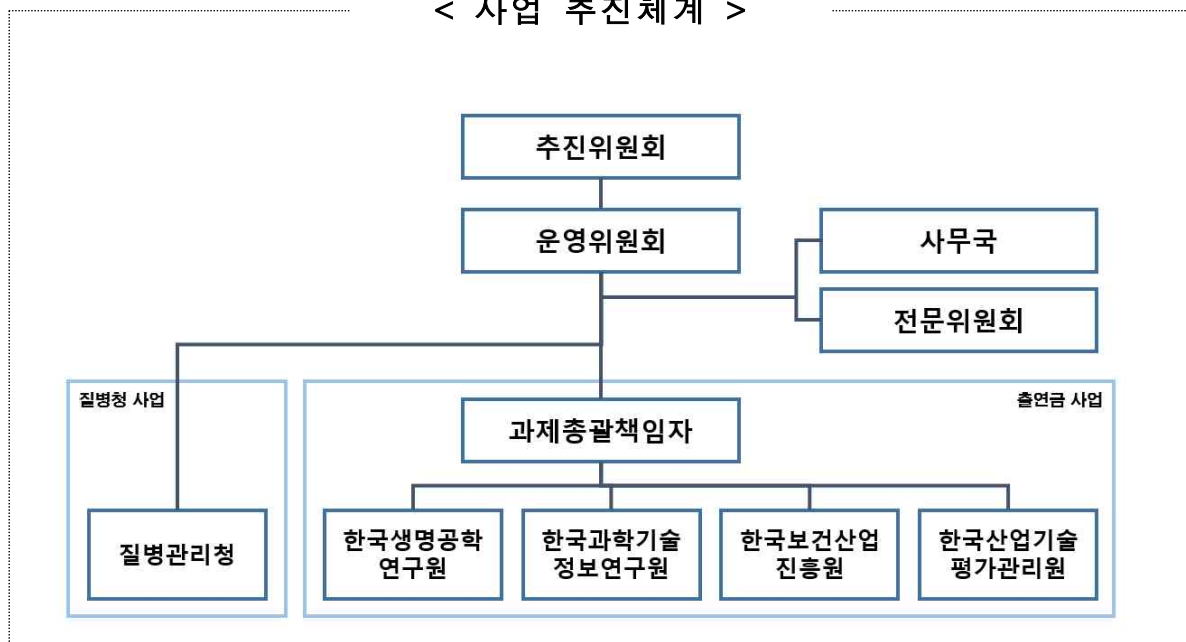 < 사업 추진체계 >
추진위원회
운영위원회
사무국
전문위원회
질병청 사업
출연금 사업
과제총괄책임자
질병관리청
한국생명공학
연구원
한국과학기술
정보연구원
한국보건산업
진흥원
한국산업기술
평가관리원